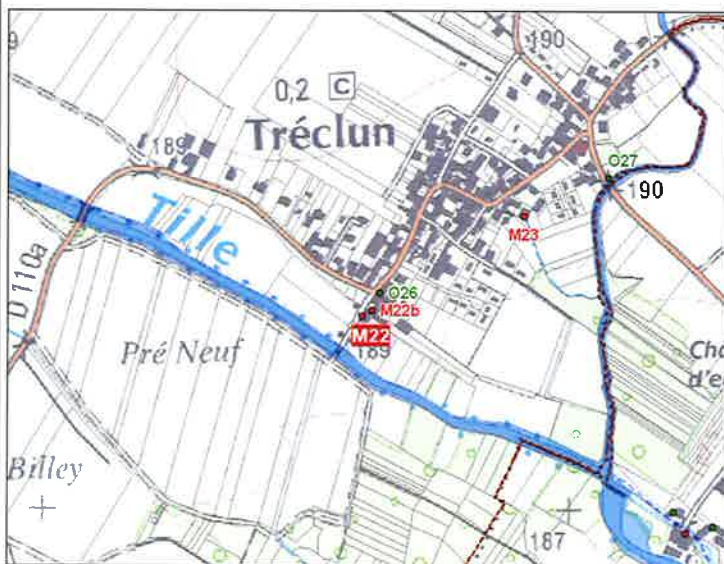 9
190
0,2 C
Tréclun
189
O27
190
M23
Tille
D 110a
O26
M22b
M22
189
Pré Neuf
Cha
d'e
Billey
187